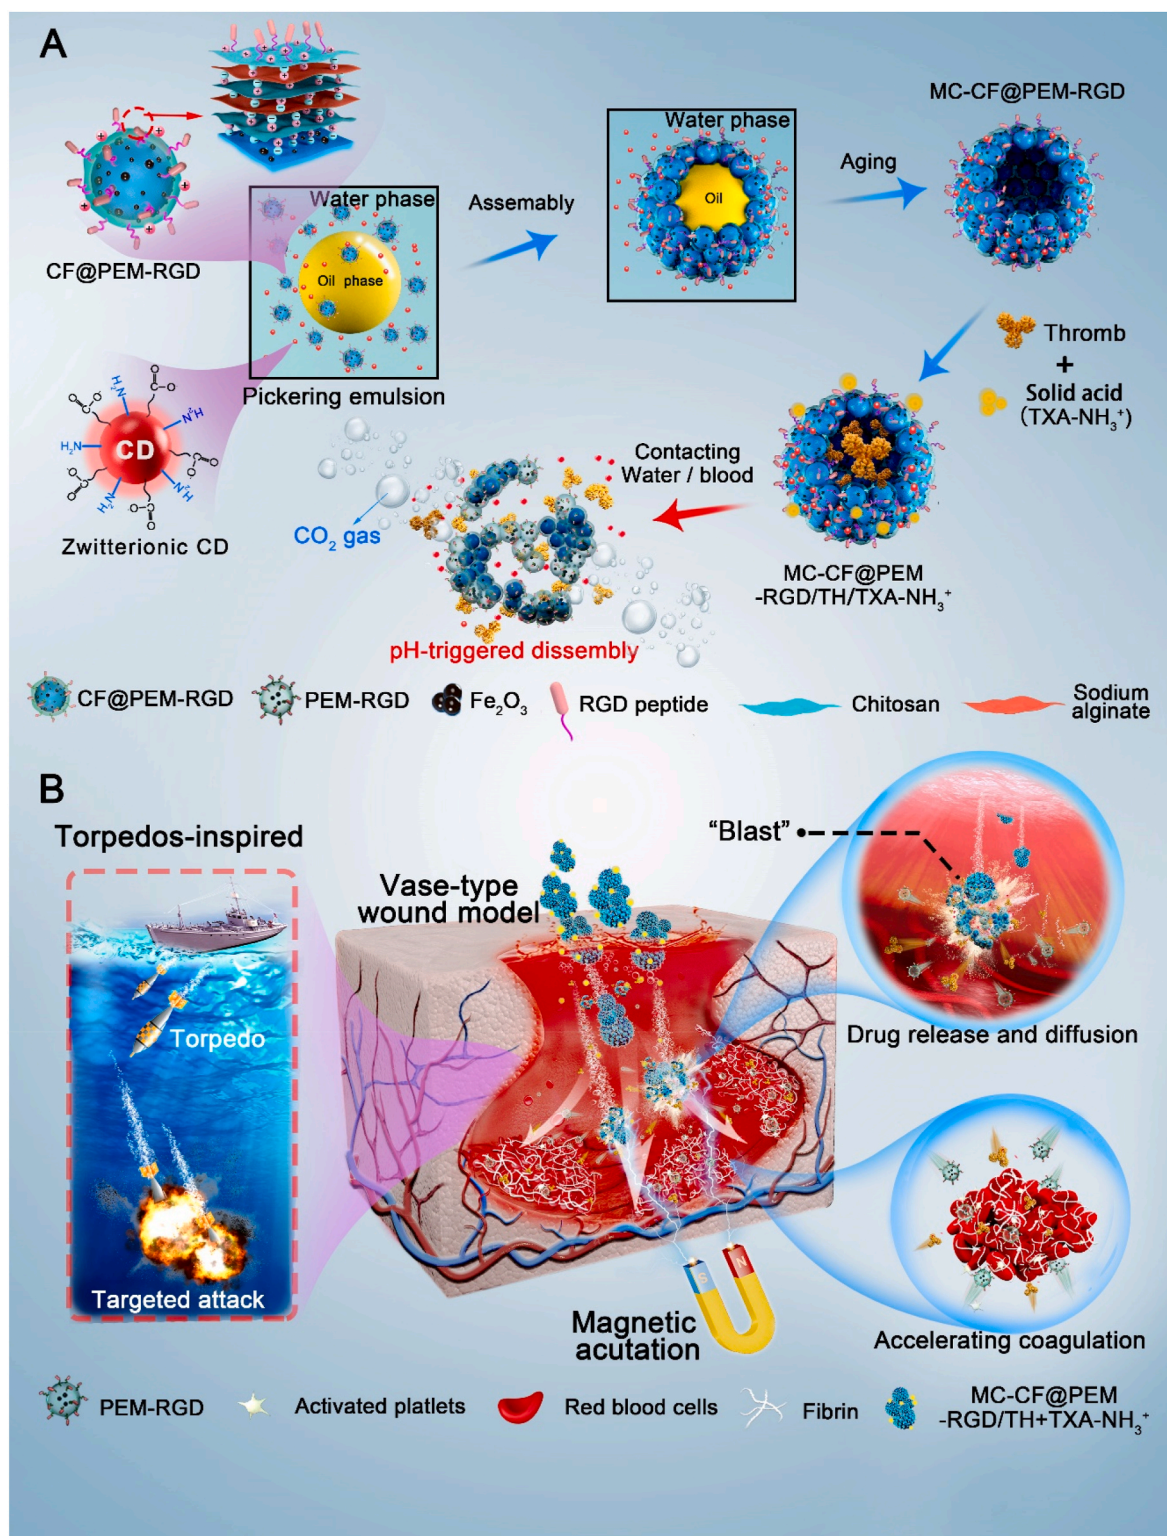 A
MC-CF@PEM-RGD
Water phase
Aging
Assembably
Oil
Water phase
Oil phase
CF@PEM-RGD
Pickering emulsion
Thromb
+
Solid acid
(TXA-NH₃⁺)
CD
Zwitterionic CD
Contacting
Water / blood
CO₂ gas
MC-CF@PEM
-RGD/TH/TXA-NH₃⁺
pH-triggered dissembly
CF@PEM-RGD
PEM-RGD
Fe₂O₃
RGD peptide
Chitosan
Sodium
alginate
B
Torpedos-inspired
"Blast"
Vase-type
wound model
Torpedo
Drug release and diffusion
Targeted attack
S
N
Magnetic
acutation
Accelerating coagulation
PEM-RGD
Activated platlets
Red blood cells
Fibrin
MC-CF@PEM
-RGD/TH+TXA-NH₃⁺